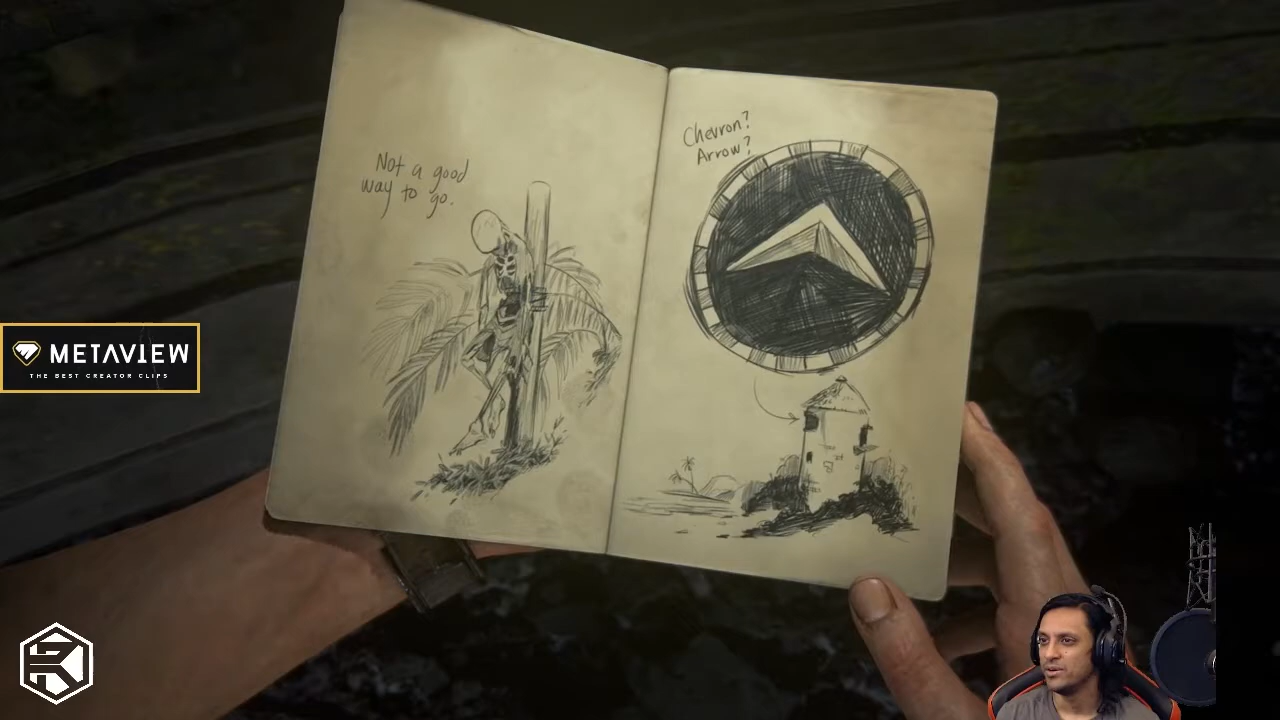 Not a good
way to go.
Chevron?
Arrow?
METAVIEW
THE BEST CREATOR CLIPS